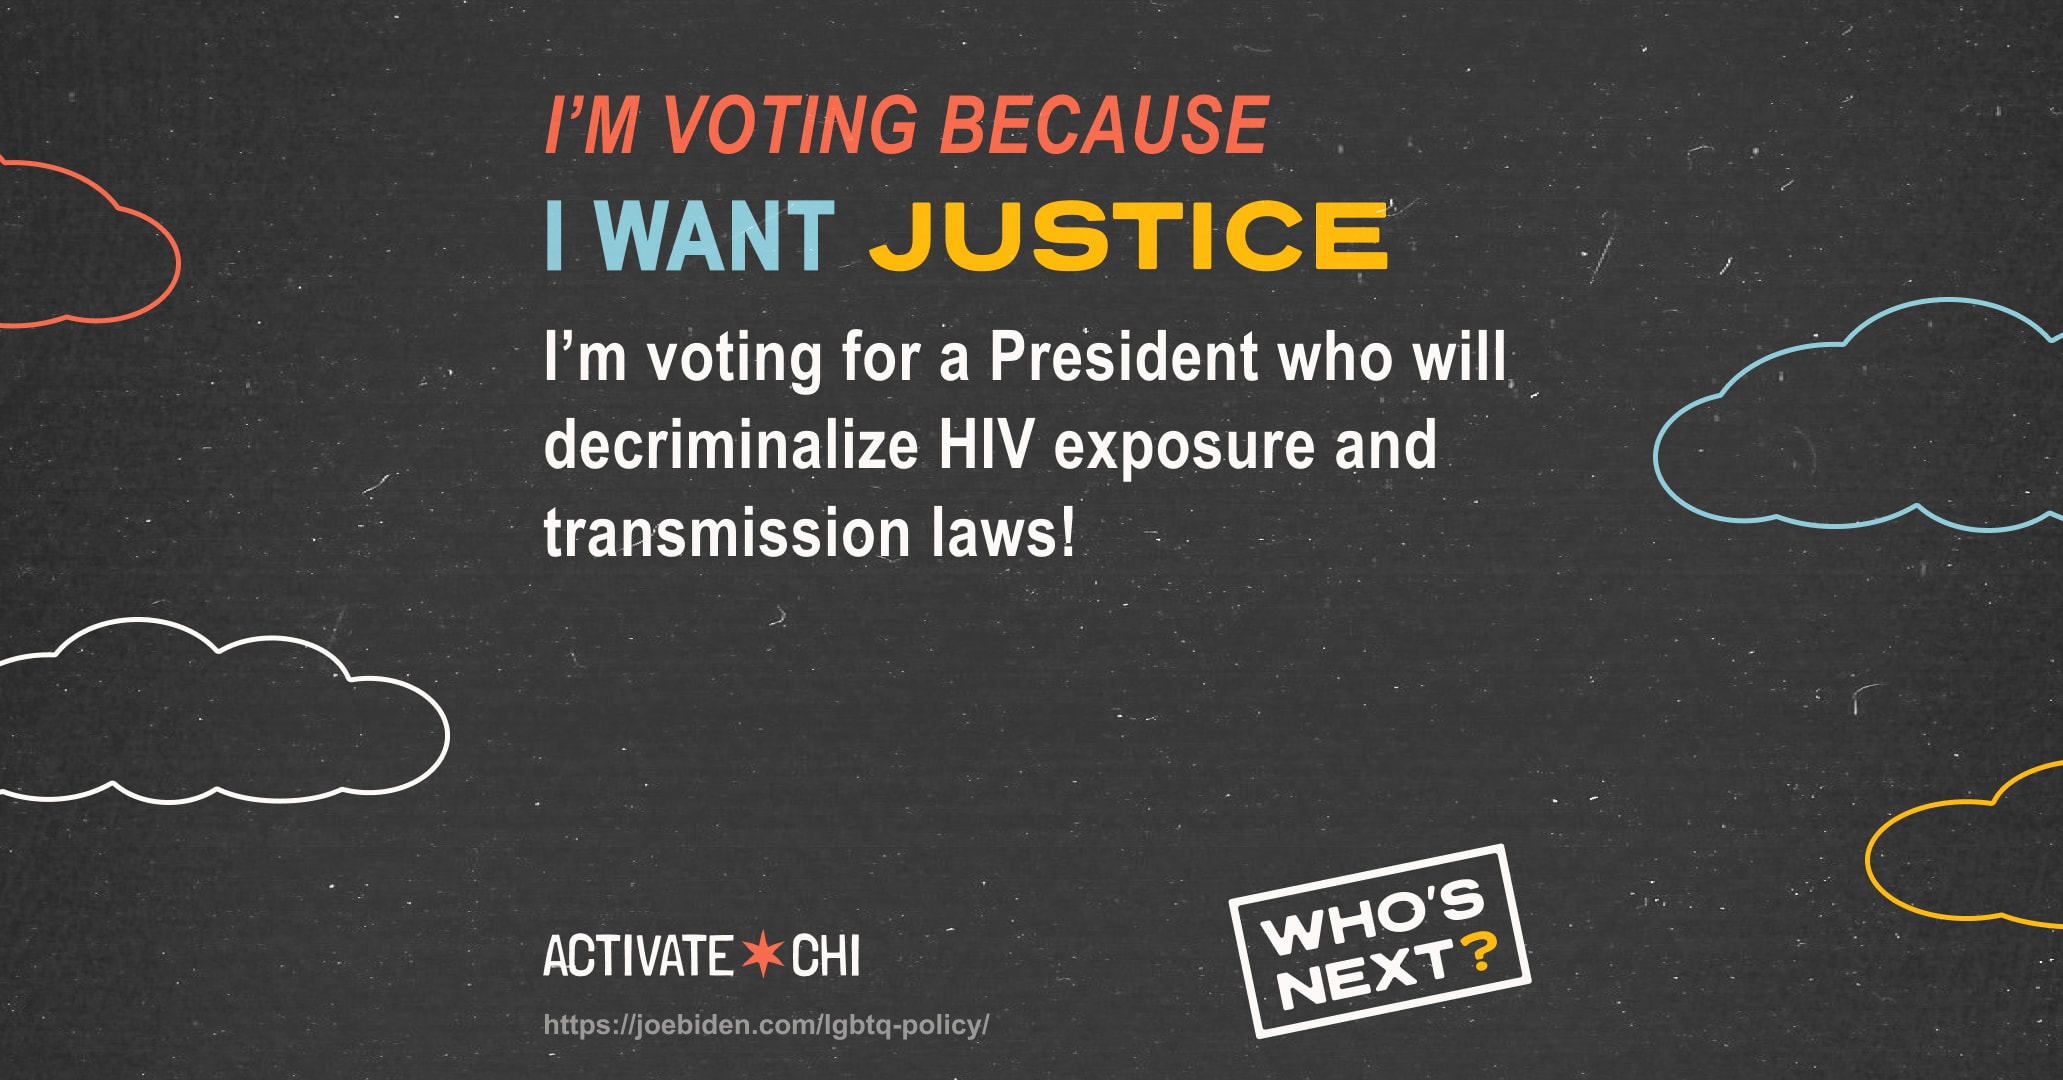 I’M VOTING BECAUSE
I WANT JUSTICE
I’m voting for a President who will
decriminalize HIV exposure and
transmission laws!
ACTIVATE CHI
https://joebiden.com/lgbtq-policy/
WHO’S
NEXT?